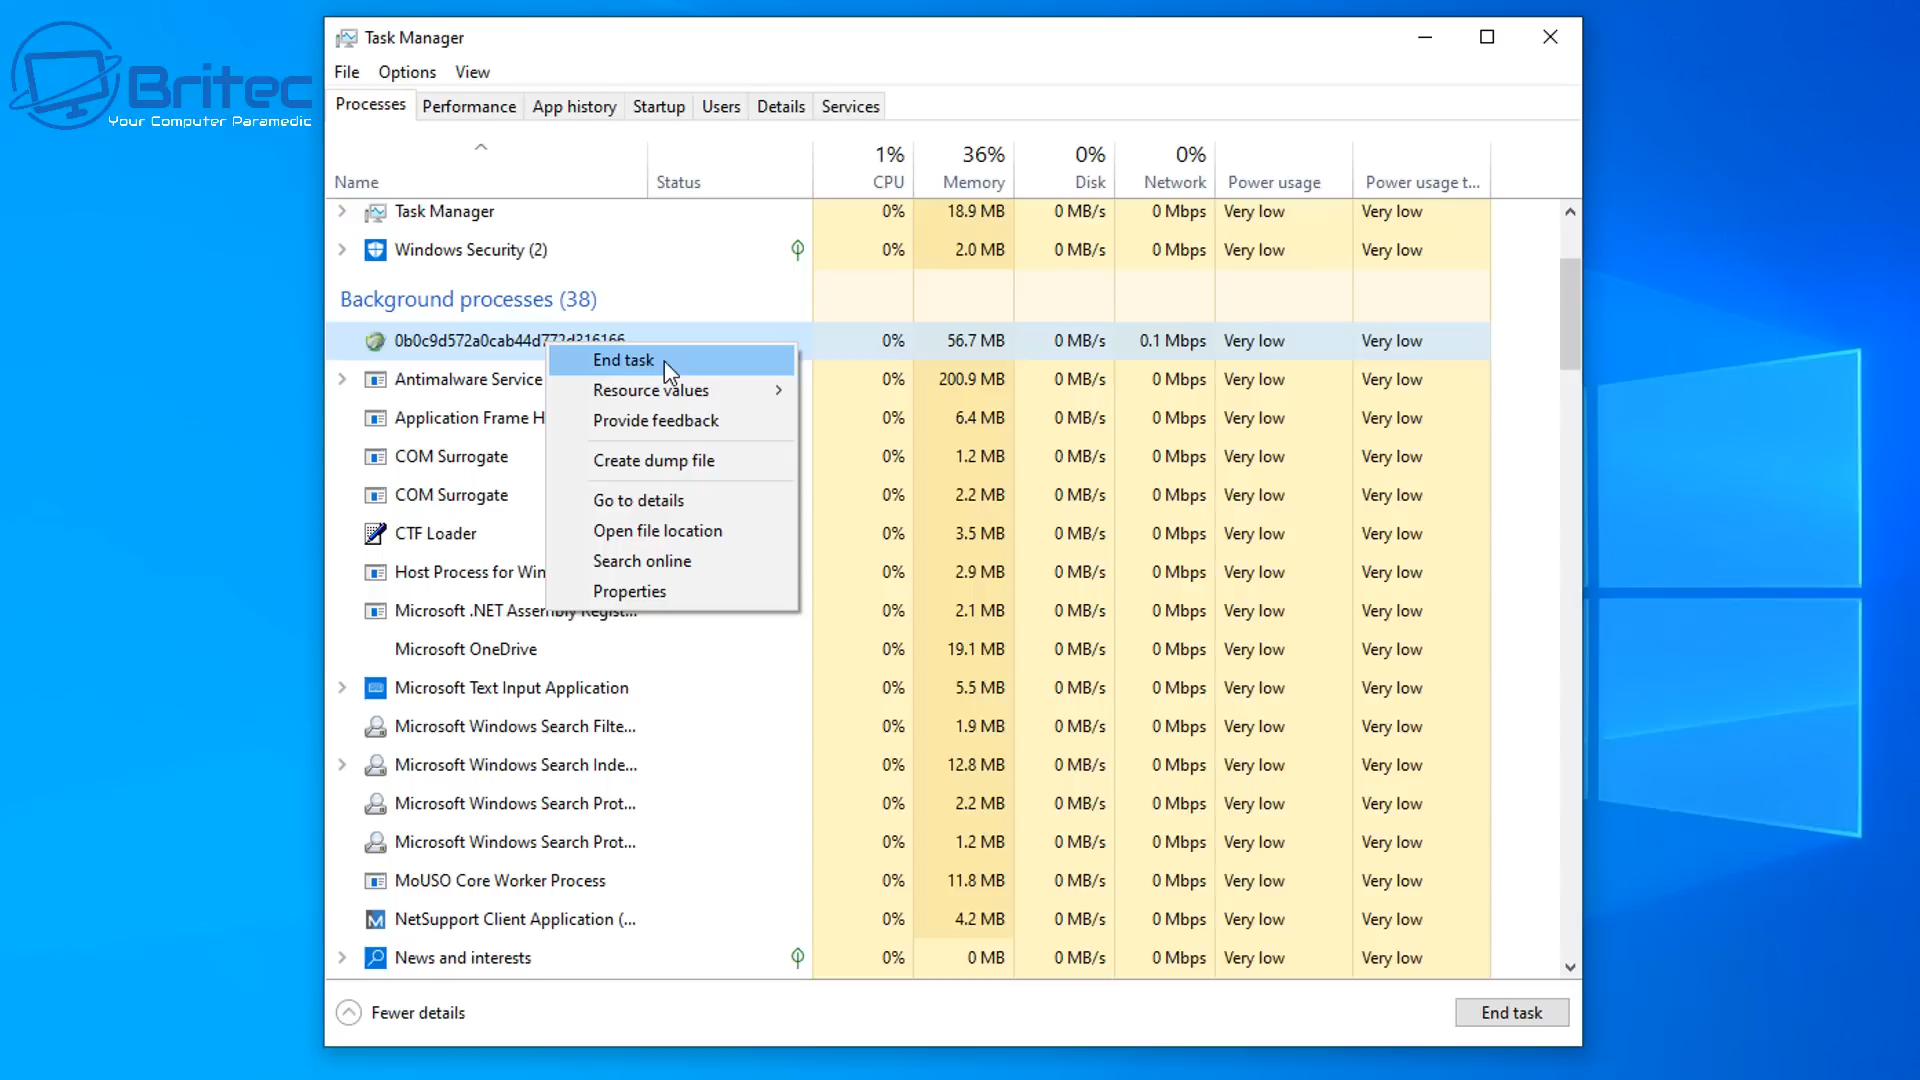 Britec
Your Computer Paramedic
Task Manager
File Options View
Processes Performance App history Startup Users Details Services
1% 36% 0% 0%
Name Status CPU Memory Disk Network Power usage Power usage t...
Task Manager 0% 18.9 MB 0 MB/s 0 Mbps Very low Very low
Windows Security (2) 0% 2.0 MB 0 MB/s 0 Mbps Very low Very low
Background processes (38)
0b0c9d572a0cab44d772d316166... 0% 56.7 MB 0 MB/s 0.1 Mbps Very low Very low
End task
Antimalware Service 0% 200.9 MB 0 MB/s 0 Mbps Very low Very low
Resource values
Application Frame H 0% 6.4 MB 0 MB/s 0 Mbps Very low Very low
Provide feedback
COM Surrogate 0% 1.2 MB 0 MB/s 0 Mbps Very low Very low
Create dump file
COM Surrogate 0% 2.2 MB 0 MB/s 0 Mbps Very low Very low
Go to details
CTF Loader 0% 3.5 MB 0 MB/s 0 Mbps Very low Very low
Open file location
Search online
Host Process for Win 0% 2.9 MB 0 MB/s 0 Mbps Very low Very low
Properties
Microsoft .NET Assembly Regist... 0% 2.1 MB 0 MB/s 0 Mbps Very low Very low
Microsoft OneDrive 0% 19.1 MB 0 MB/s 0 Mbps Very low Very low
Microsoft Text Input Application 0% 5.5 MB 0 MB/s 0 Mbps Very low Very low
Microsoft Windows Search Filte... 0% 1.9 MB 0 MB/s 0 Mbps Very low Very low
Microsoft Windows Search Inde... 0% 12.8 MB 0 MB/s 0 Mbps Very low Very low
Microsoft Windows Search Prot... 0% 2.2 MB 0 MB/s 0 Mbps Very low Very low
Microsoft Windows Search Prot... 0% 1.2 MB 0 MB/s 0 Mbps Very low Very low
MoUSO Core Worker Process 0% 11.8 MB 0 MB/s 0 Mbps Very low Very low
NetSupport Client Application (... 0% 4.2 MB 0 MB/s 0 Mbps Very low Very low
News and interests 0% 0 MB 0 MB/s 0 Mbps Very low Very low
Fewer details End task